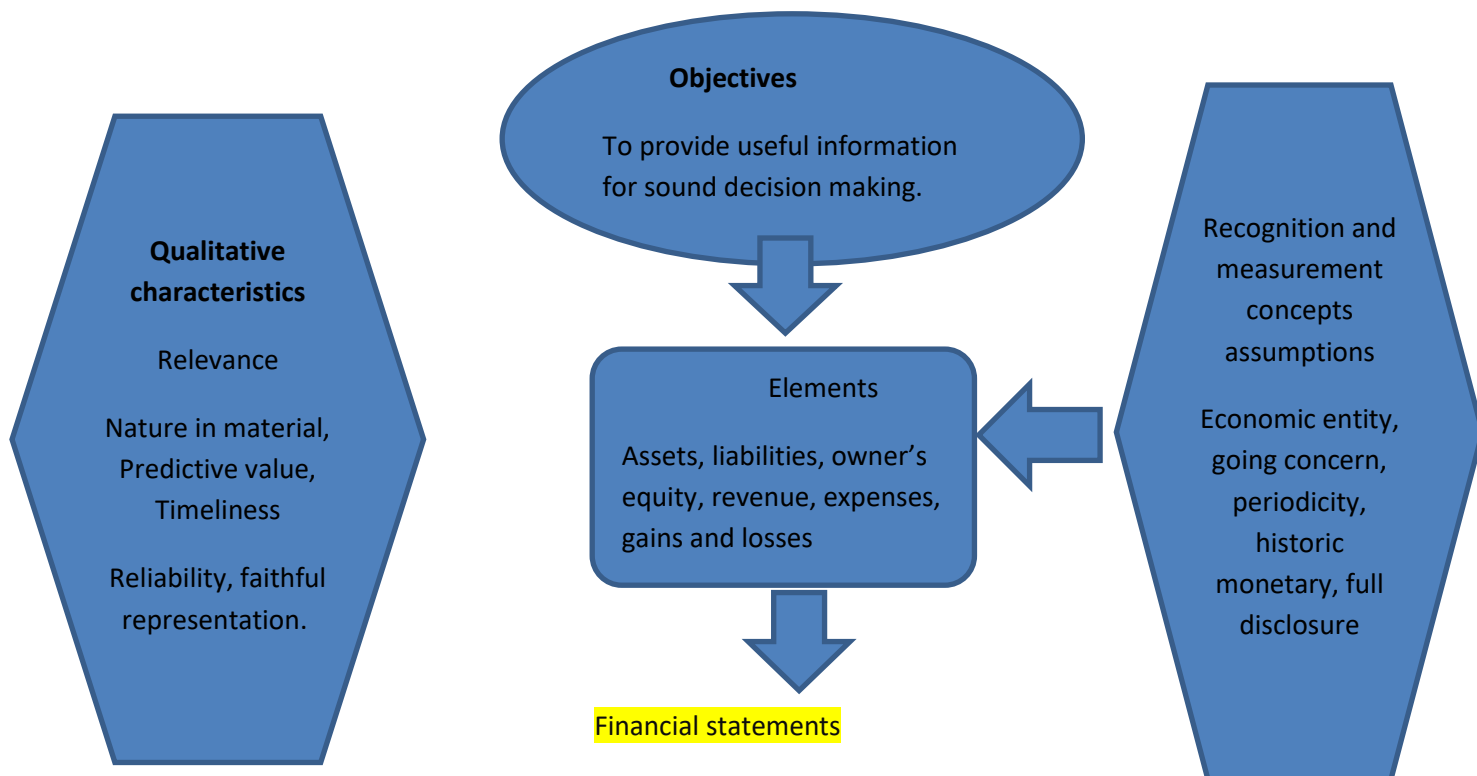 Objectives
To provide useful information
for sound decision making.
Qualitative
characteristics
Relevance
Nature in material,
Predictive value,
Timeliness
Reliability, faithful
representation.
Elements
Assets, liabilities, owner’s
equity, revenue, expenses,
gains and losses
Recognition and
measurement
concepts
assumptions
Economic entity,
going concern,
periodicity,
historic
monetary, full
disclosure
Financial statements